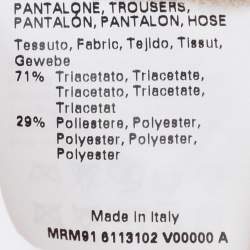 PANTALONE, TROUSERS,
PANTALÓN, PANTALON, HOSE
Tessuto, Fabric, Tejido, Tissut,
Gewebe
71% Triacetato, Triacetate,
Triacetato, Triacetate,
Triacetat
29% Poliestere, Polyester,
Polyester, Polyester,
Polyester
Made in Italy
MRM91 6113102 V00000 A